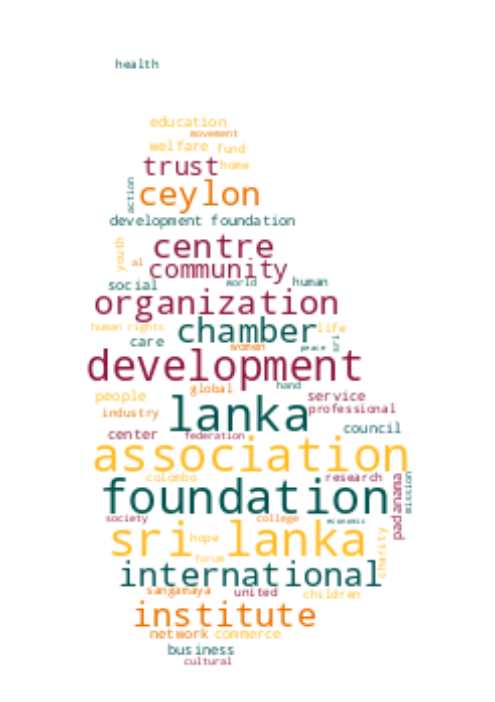 health
education
movement
welfare fund
trust home
action
ceylon
development foundation
centre
youth
al community
social world human
organization
human rights chamber life
care women peace sri
development
people global hand service
industry lanka professional
center federation council
association
colombo research mission
foundation padanama
society college economic
sri lanka hope charity
forum
international
sangamaya united children
institute
network commerce
business
cultural